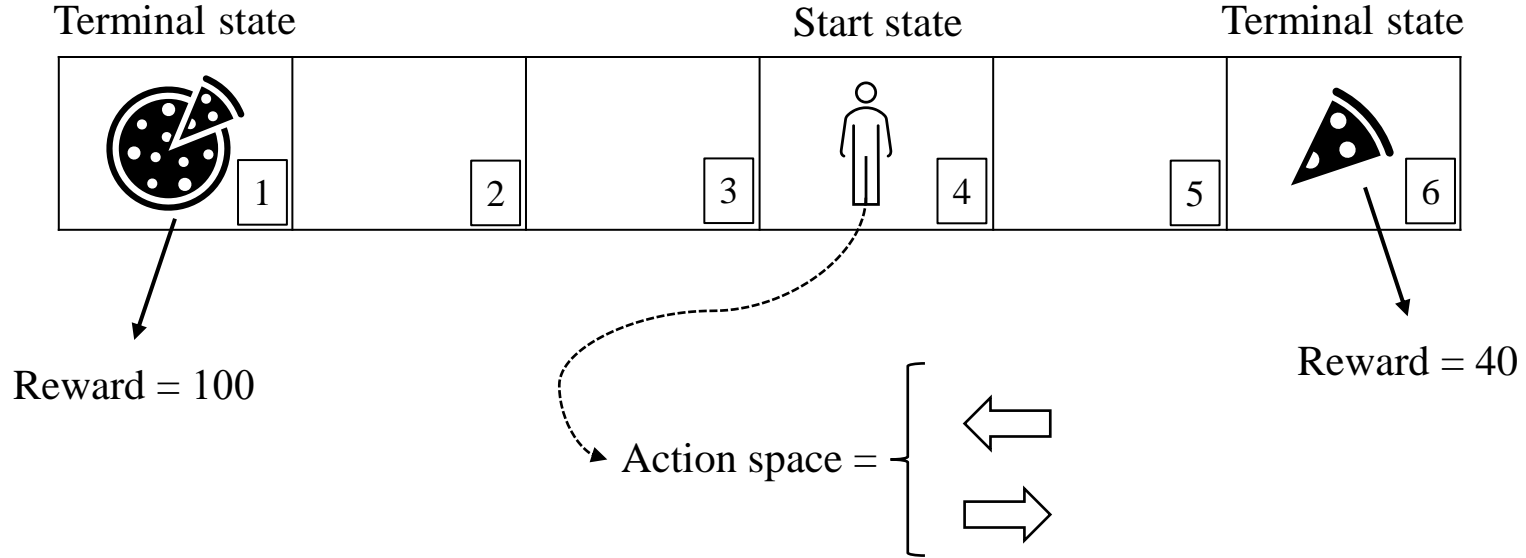 Terminal state
Start state
Terminal state
1
2
3
4
5
6
Reward = 100
Reward = 40
Action space =